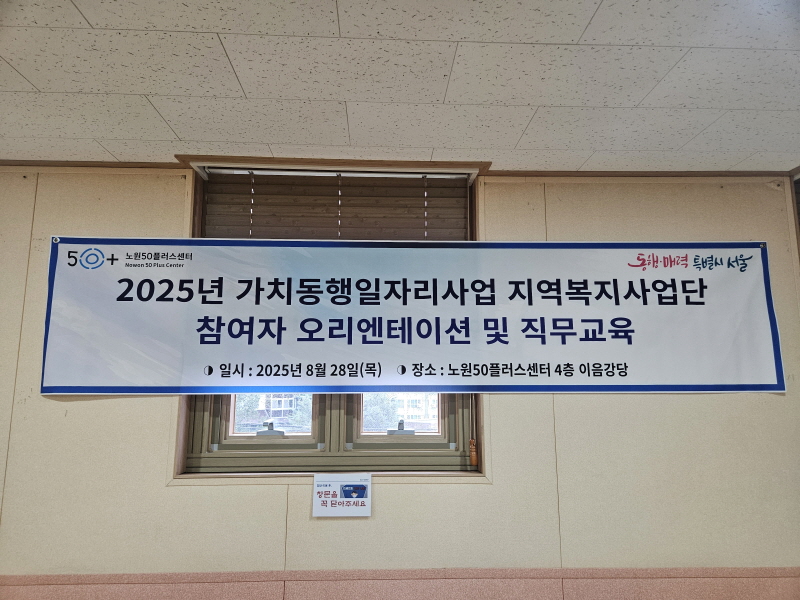 50+ 노원50플러스센터
Nowon 50 Plus Center
동행·매력 특별시 서울
2025년 가치동행일자리사업 지역복지사업단
참여자 오리엔테이션 및 직무교육
일시 : 2025년 8월 28일(목) 장소 : 노원50플러스센터 4층 이음강당
창문을
꼭 닫아주세요